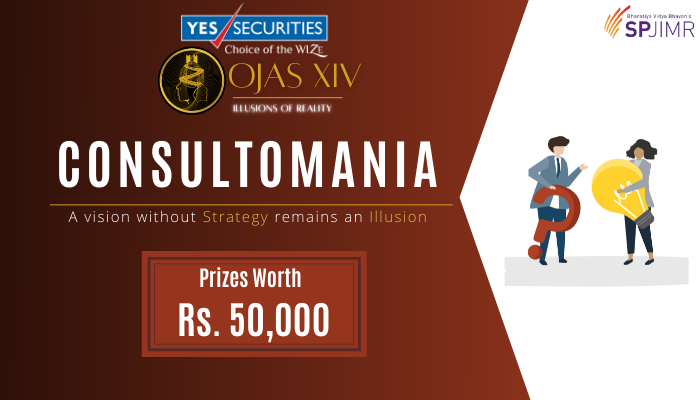 YES SECURITIES
Choice of the WIZE
OJAS XIV
ILLUSIONS OF REALITY
Bharatiya Vidya Bhavan's
SPJIMR
CONSULTOMANIA
A vision without Strategy remains an Illusion
Prizes Worth
Rs. 50,000